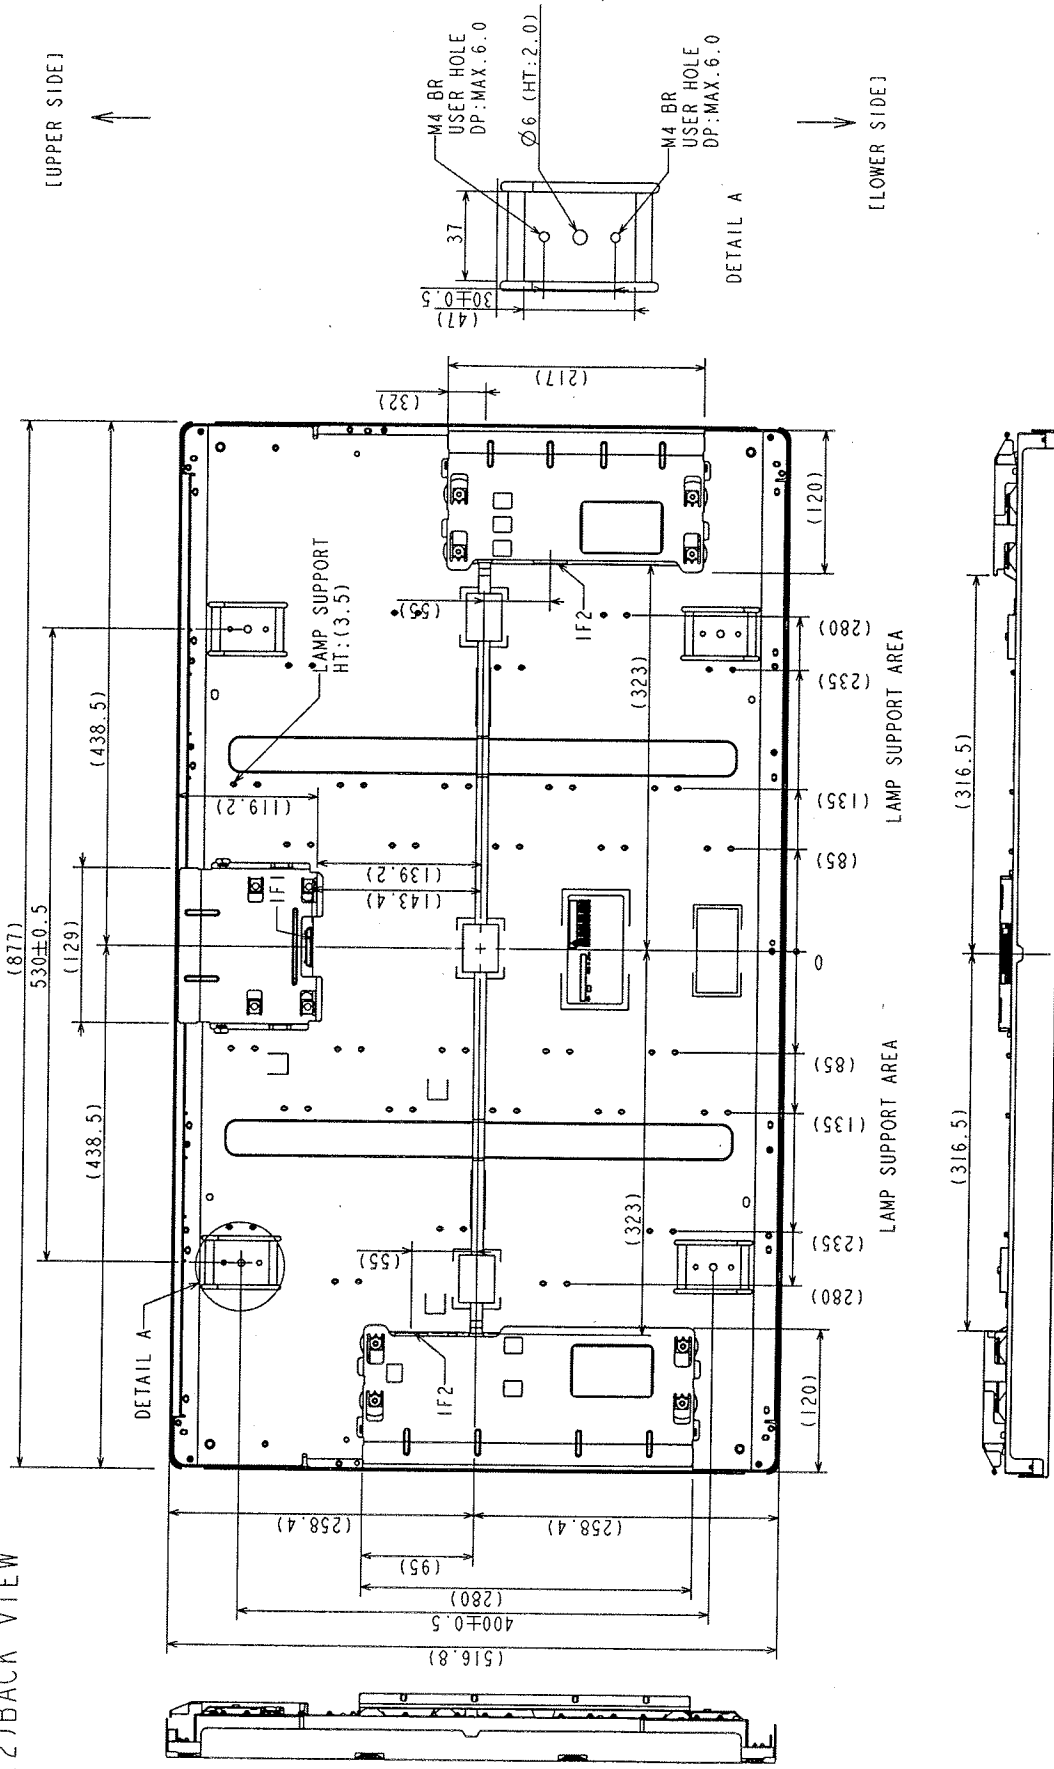 2)BACK VIEW
[UPPER SIDE]
(877)
530±0.5
(438.5)
(438.5)
(129)
DETAIL A
IF1
(119.2)
(139.2)
(143.4)
LAMP SUPPORT
HT:(3.5)
(32)
(217)
(55)
(55)
IF2
IF2
(323)
(323)
(120)
(120)
(258.4)
(258.4)
(95)
(280)
400±0.5
(516.8)
(280)
(235)
(135)
(85)
0
(85)
(135)
(235)
(280)
LAMP SUPPORT AREA
LAMP SUPPORT AREA
(316.5)
(316.5)
M4 BR
USER HOLE
DP:MAX.6.0
Ø6 (HT:2.0)
M4 BR
USER HOLE
DP:MAX.6.0
37
30±0.5
(47)
DETAIL A
[LOWER SIDE]